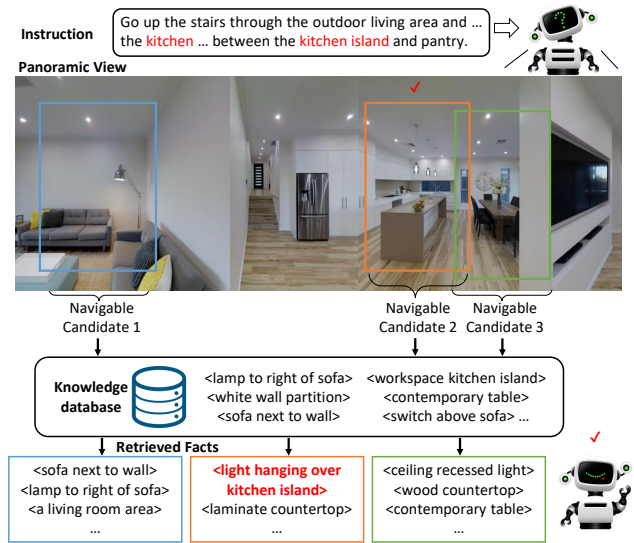 Instruction
Go up the stairs through the outdoor living area and ...
the kitchen ... between the kitchen island and pantry.
Panoramic View
Navigable
Candidate 1
Navigable
Candidate 2
Navigable
Candidate 3
Knowledge
database
<lamp to right of sofa>
<white wall partition>
<sofa next to wall>
<workspace kitchen island>
<contemporary table>
<switch above sofa> ...
Retrieved Facts
<sofa next to wall>
<lamp to right of sofa>
<a living room area>
...
<light hanging over
kitchen island>
<laminate countertop>
...
<ceiling recessed light>
<wood countertop>
<contemporary table>
...